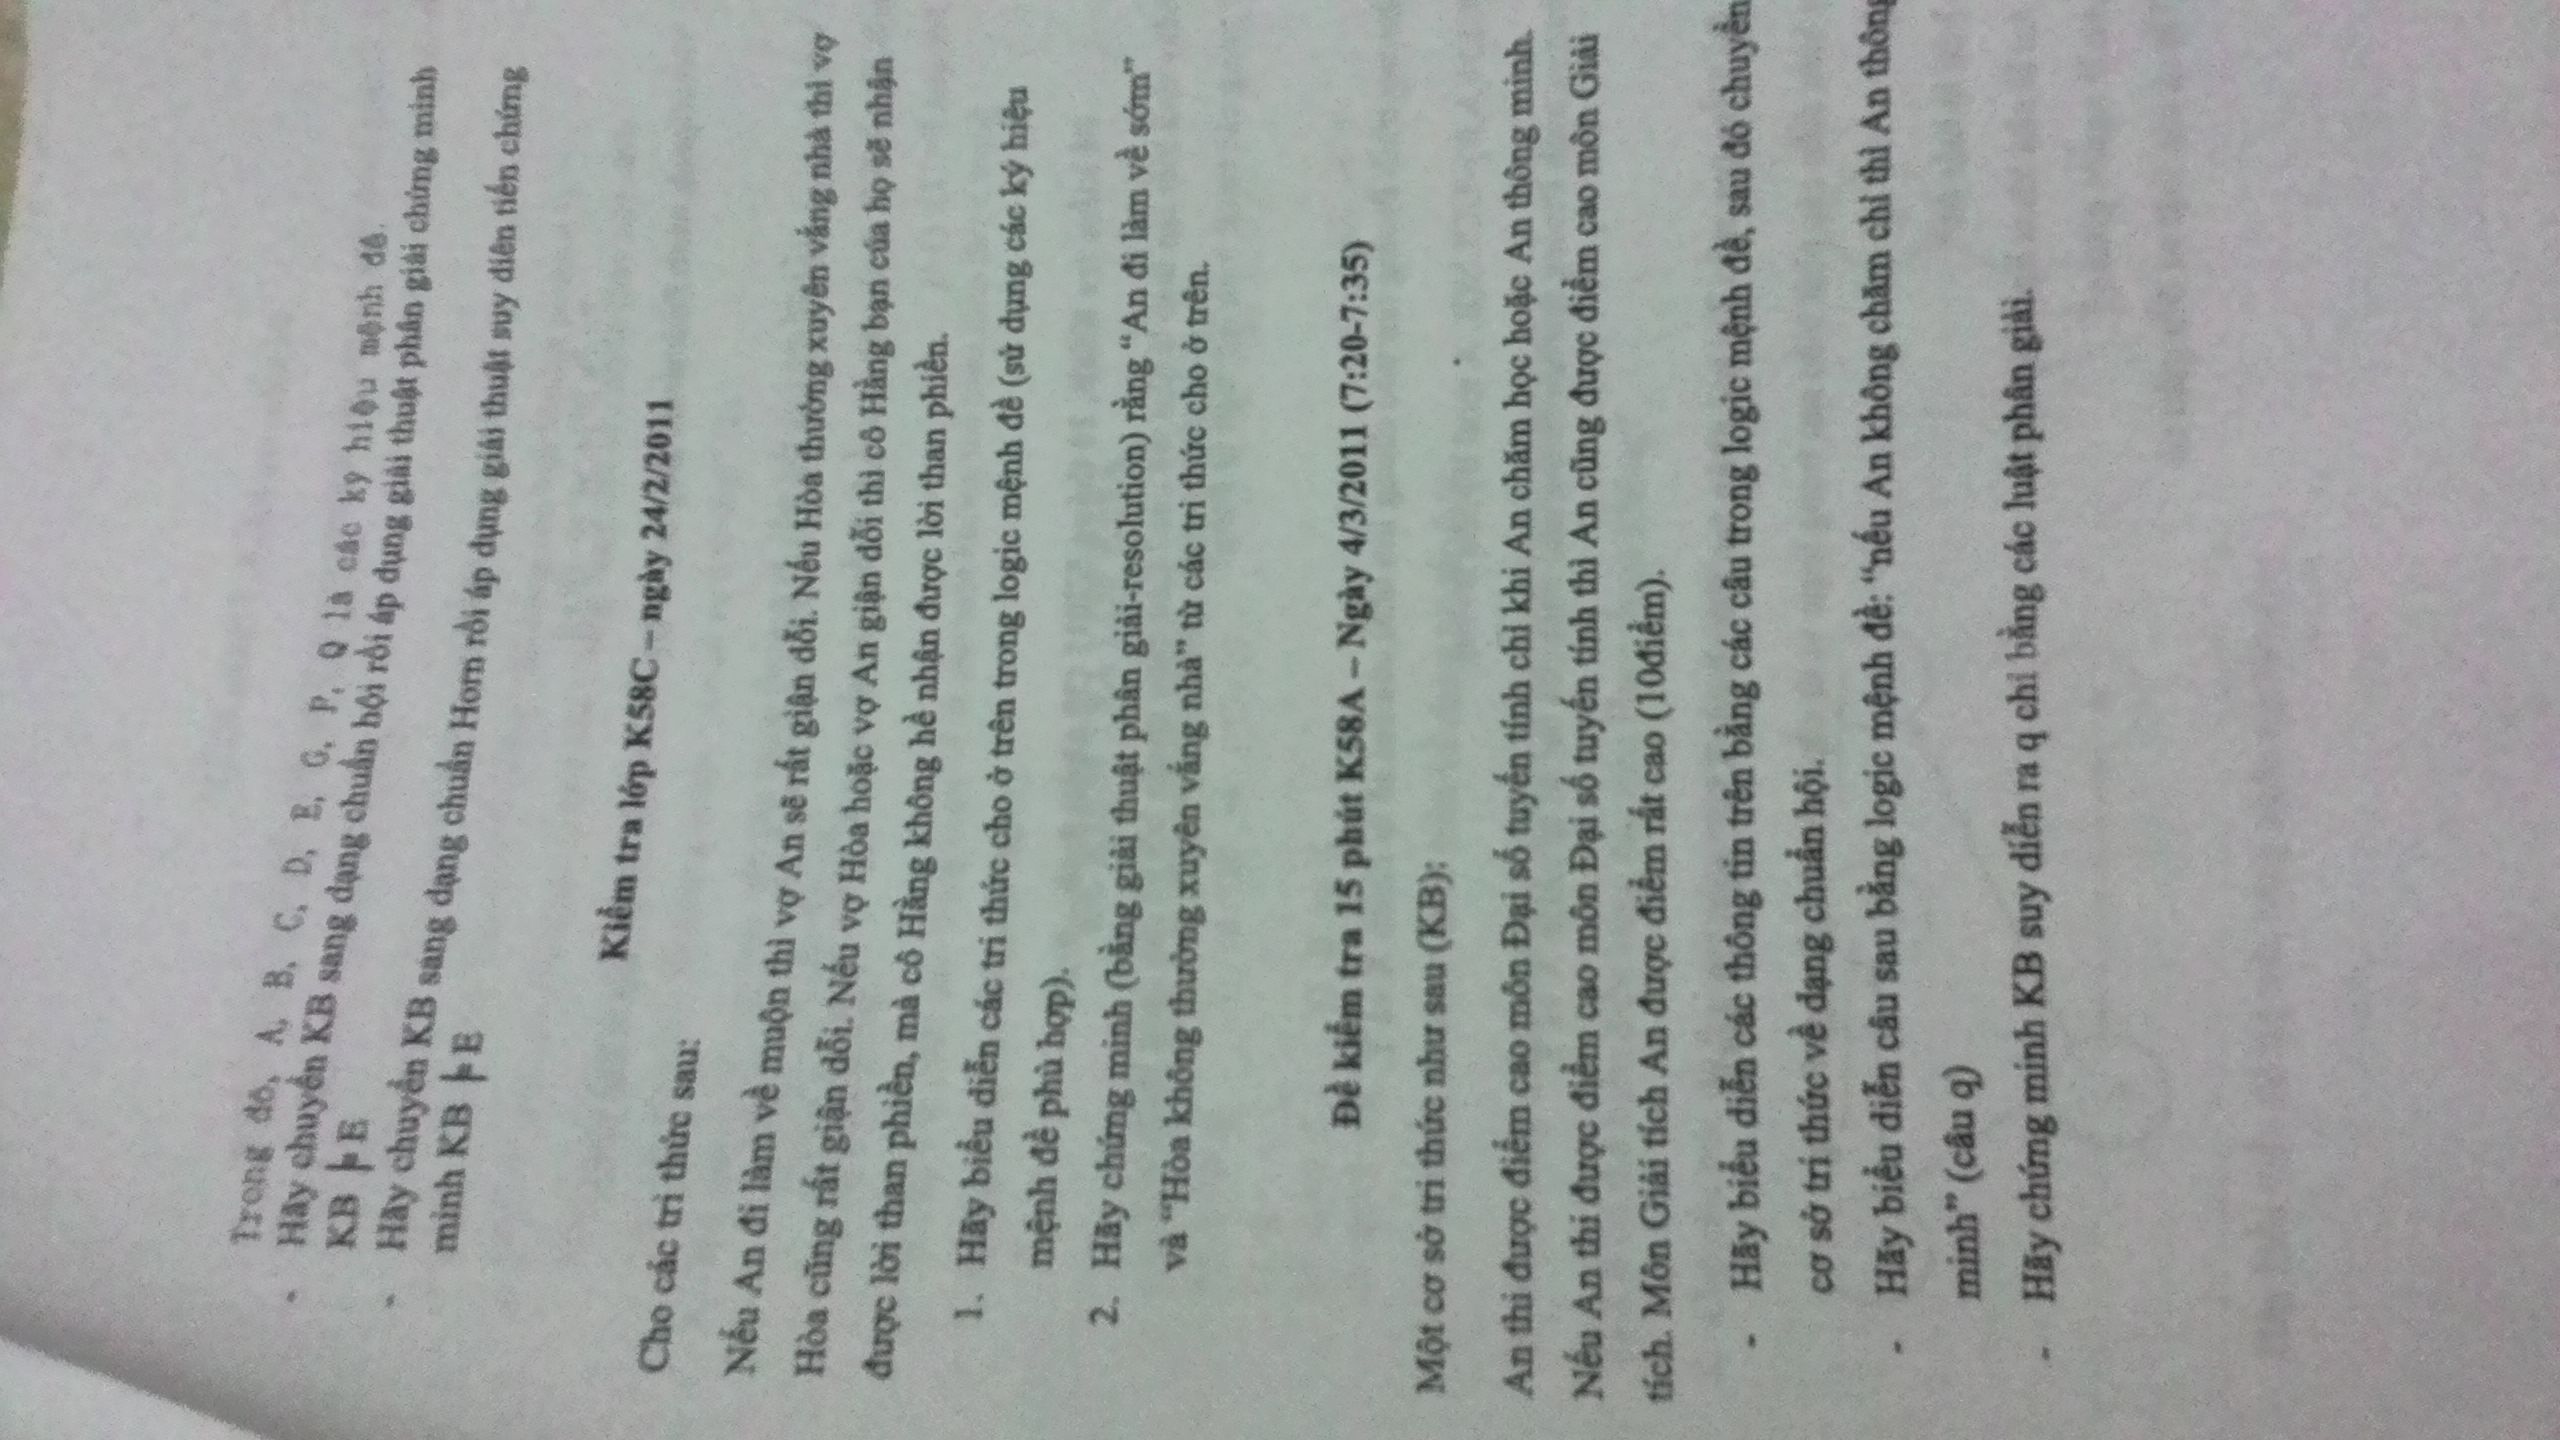 Trong đó, A, B, C, D, E, G, P, Q là các ký hiệu mệnh đề.
- Hãy chuyển KB sang dạng chuẩn hội rồi áp dụng giải thuật phân giải chứng minh
KB ⊧ E
- Hãy chuyển KB sang dạng chuẩn Horn rồi áp dụng giải thuật suy diễn tiến chứng
minh KB ⊧ E
Kiểm tra lớp K58C – ngày 24/2/2011
Cho các tri thức sau:
Nếu An đi làm về muộn thì vợ An sẽ rất giận dỗi. Nếu Hòa thường xuyên vắng nhà thì vợ
Hòa cũng rất giận dỗi. Nếu vợ Hòa hoặc vợ An giận dỗi thì cô Hằng bạn của họ sẽ nhận
được lời than phiền, mà cô Hằng không hề nhận được lời than phiền.
1. Hãy biểu diễn các tri thức cho ở trên trong logic mệnh đề (sử dụng các ký hiệu
mệnh đề phù hợp).
2. Hãy chứng minh (bằng giải thuật phân giải-resolution) rằng “An đi làm về sớm”
và “Hòa không thường xuyên vắng nhà” từ các tri thức cho ở trên.
Đề kiểm tra 15 phút K58A – Ngày 4/3/2011 (7:20-7:35)
Một cơ sở tri thức như sau (KB):
An thi được điểm cao môn Đại số tuyến tính chỉ khi An chăm học hoặc An thông minh.
Nếu An thi được điểm cao môn Đại số tuyến tính thì An cũng được điểm cao môn Giải
tích. Môn Giải tích An được điểm rất cao (10điểm).
- Hãy biểu diễn các thông tin trên bằng các câu trong logic mệnh đề, sau đó chuyển
cơ sở tri thức về dạng chuẩn hội.
- Hãy biểu diễn câu sau bằng logic mệnh đề: “nếu An không chăm chỉ thì An thông
minh” (câu q)
- Hãy chứng minh KB suy diễn ra q chỉ bằng các luật phân giải.